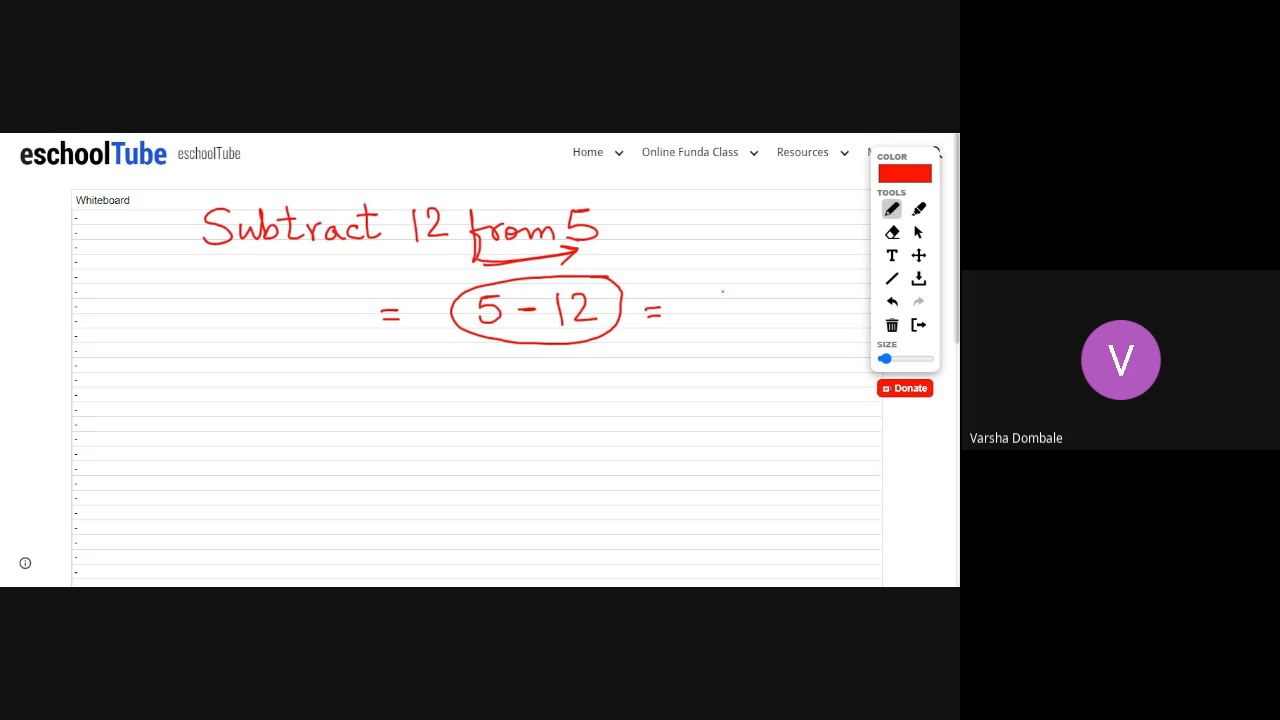 eschoolTube eschoolTube Home Online Funda Class Resources
COLOR
TOOLS
T
SIZE
Donate
Whiteboard
Subtract 12 from 5
= 5 - 12 =
V
Varsha Dombale